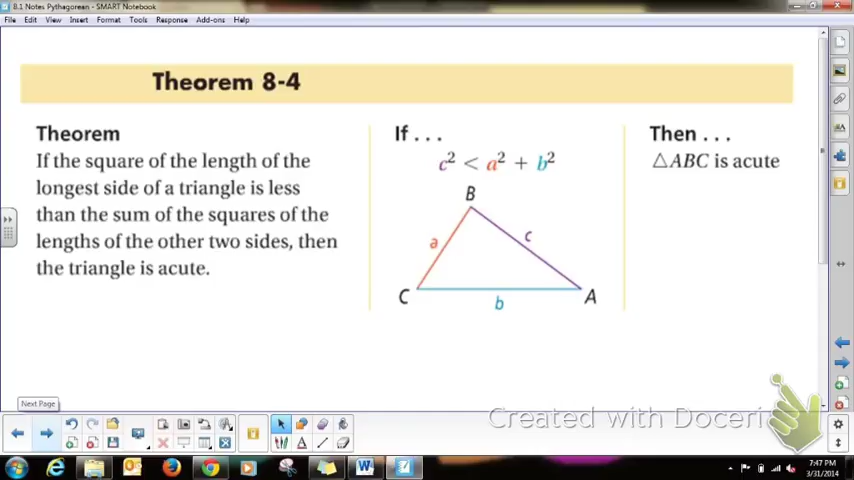 8.1 Notes Pythagorean - SMART Notebook
File Edit View Insert Format Tools Response Add-ons Help
Theorem 8-4
Theorem
If the square of the length of the
longest side of a triangle is less
than the sum of the squares of the
lengths of the other two sides, then
the triangle is acute.
If . . .
c² < a² + b²
B
a
c
C
b
A
Then . . .
△ABC is acute
Next Page
Created with Doceri
7:47 PM
3/31/2014